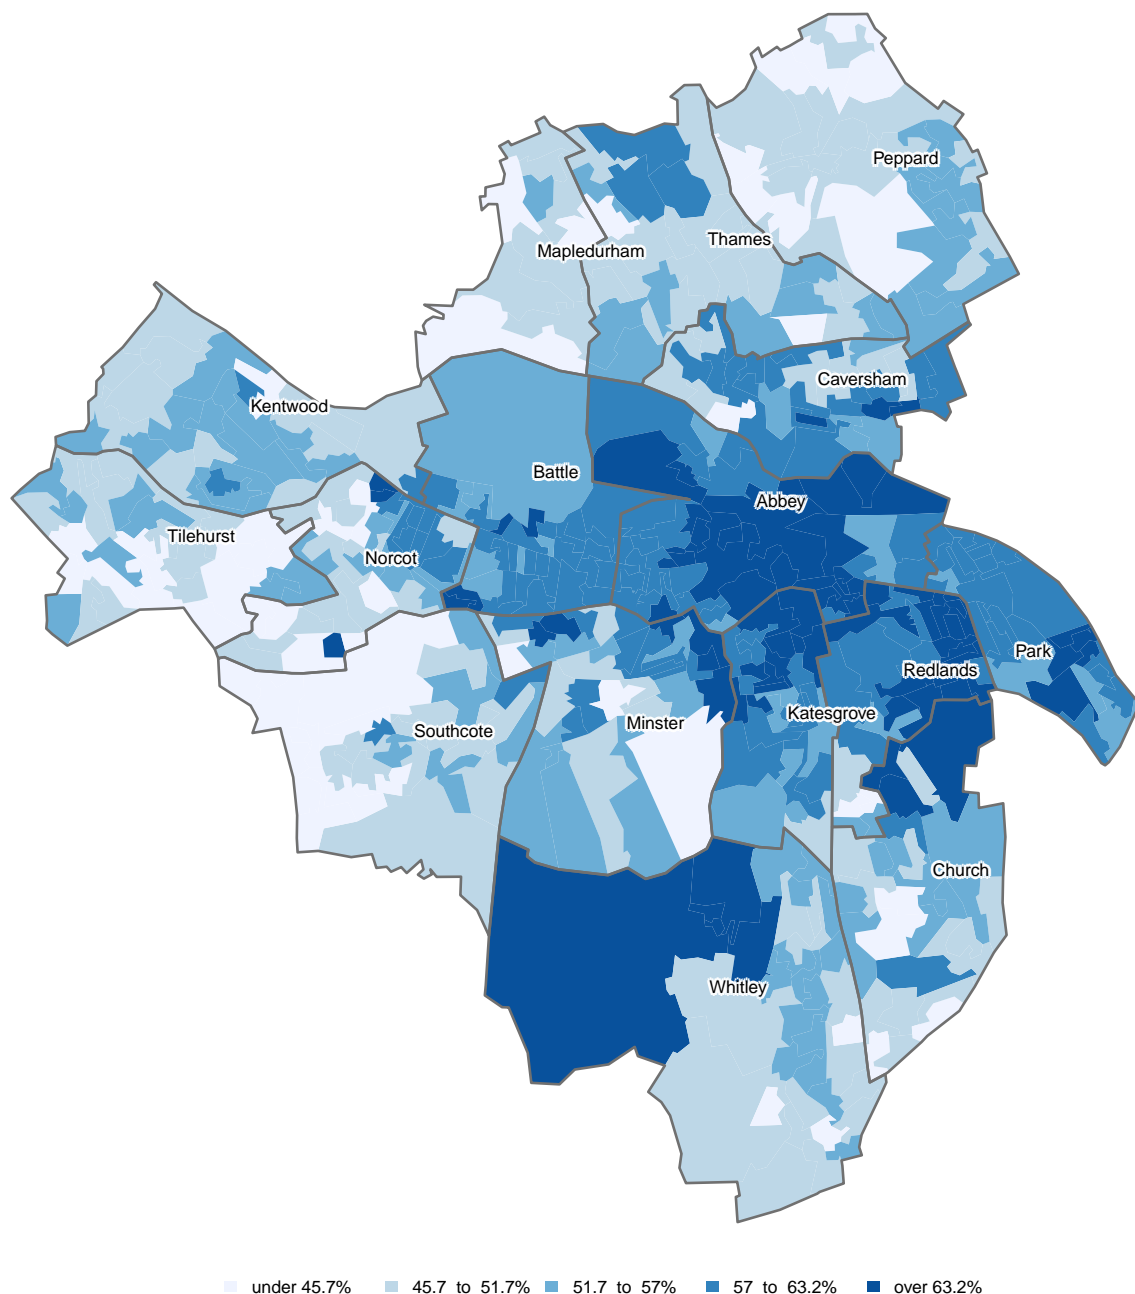 Peppard
Thames
Mapledurham
Caversham
Kentwood
Battle
Abbey
Tilehurst
Norcot
Park
Redlands
Katesgrove
Minster
Southcote
Church
Whitley
under 45.7% 45.7 to 51.7% 51.7 to 57% 57 to 63.2% over 63.2%